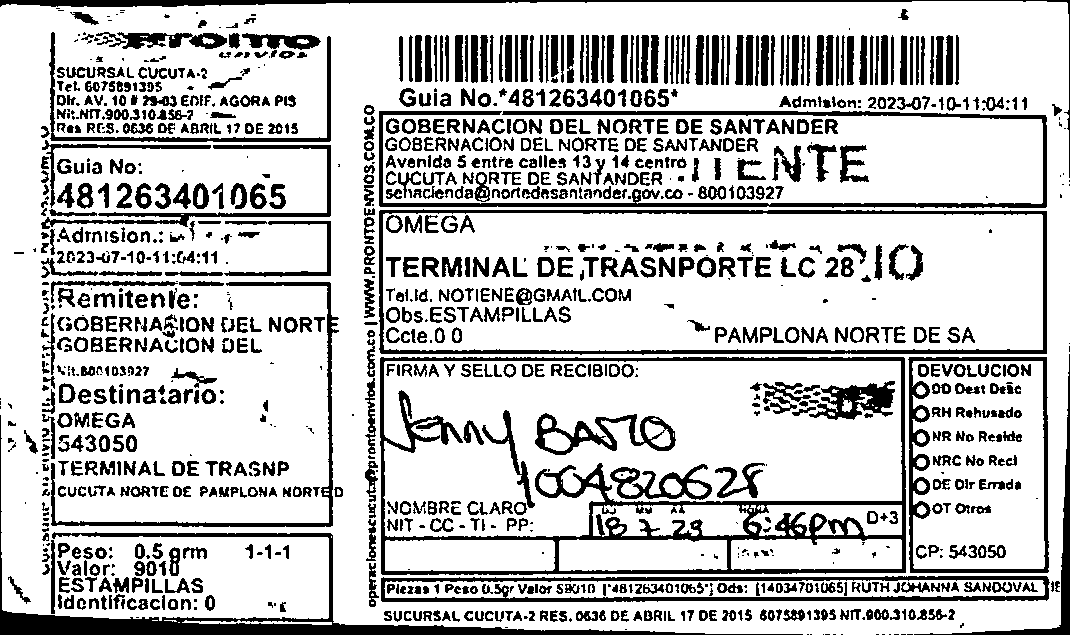 Pronto
envios
SUCURSAL CUCUTA-2
Tel. 6075891395
Dir. AV. 10 # 29-03 EDIF. AGORA PIS
Nit.NIT.900.310.856-2
Res RES. 0636 DE ABRIL 17 DE 2015
Guia No:
481263401065
Admision.:
2023-07-10-11:04:11
Remitente:
GOBERNACION DEL NORTE
GOBERNACION DEL
Nit.800103927
Destinatario:
OMEGA
543050
TERMINAL DE TRASNP
CUCUTA NORTE DE PAMPLONA NORTE D
Peso: 0.5 grm 1-1-1
Valor: 9010
ESTAMPILLAS
Identificacion: 0
operacionescucuta@prontoenvios.com.co | WWW.PRONTOENVIOS.COM.CO
Guia No.*481263401065*
Admision: 2023-07-10-11:04:11
GOBERNACION DEL NORTE DE SANTANDER
GOBERNACION DEL NORTE DE SANTANDER
Avenida 5 entre calles 13 y 14 centro
CUCUTA NORTE DE SANTANDER
sehacienda@nortedesantander.gov.co - 800103927
OMEGA
TERMINAL DE TRASNPORTE LC 28
Tel.Id. NOTIENE@GMAIL.COM
Obs.ESTAMPILLAS
Ccte.0 0
PAMPLONA NORTE DE SA
FIRMA Y SELLO DE RECIBIDO:
Jenny
1004820628
NOMBRE CLARO
NIT - CC - TI - PP:
DD MM AA HORA
18 7 23 6:46pm D+3
DEVOLUCION
DD Dest Desc
RH Rehusado
NR No Reside
NRC No Recl
DE Dir Errada
OT Otros
CP: 543050
Piezas 1 Peso 0.5gr Valor $9010 [*481263401065*] Ods: [14034701065] RUTH JOHANNA SANDOVAL
SUCURSAL CUCUTA-2 RES. 0636 DE ABRIL 17 DE 2015 6075891395 NIT.900.310.856-2